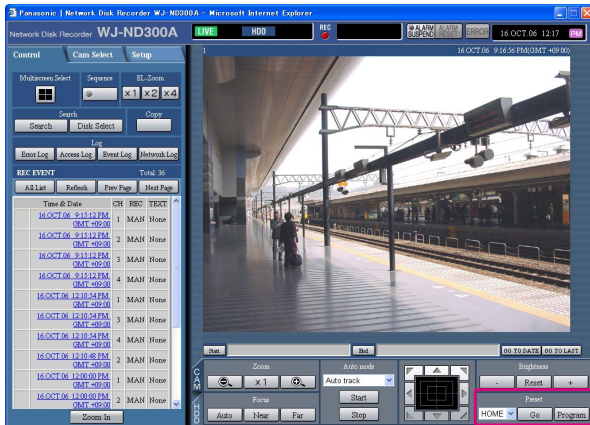 Panasonic | Network Disk Recorder WJ-ND300A - Microsoft Internet Explorer
Network Disk Recorder WJ-ND300A
LIVE HDD REC ALARM SUSPEND ALARM RESET ERROR 16.OCT.06 12:17 PM
Control Cam Select Setup
1 16.OCT.06 9:16:56 PM(GMT +09:00)
Multiscreen Select Sequence EL-Zoom
x1 x2 x4
Search Copy
Search Disk Select
Log
Error Log Access Log Event Log Network Log
REC EVENT Total: 36
All List Refresh Prev Page Next Page
Time & Date CH REC TEXT
16.OCT.06 9:15:12 PM GMT +09:00 1 MAN None
16.OCT.06 9:15:12 PM GMT +09:00 2 MAN None
16.OCT.06 9:15:12 PM GMT +09:00 3 MAN None
16.OCT.06 9:15:12 PM GMT +09:00 4 MAN None
16.OCT.06 12:10:54 PM GMT +09:00 1 MAN None
16.OCT.06 12:10:54 PM GMT +09:00 3 MAN None
16.OCT.06 12:10:54 PM GMT +09:00 4 MAN None
16.OCT.06 12:10:48 PM GMT +09:00 2 MAN None
16.OCT.06 12:00:00 PM GMT +09:00 1 MAN None
16.OCT.06 12:00:00 PM GMT +09:00 2 MAN None
Zoom In
Start End GO TO DATE GO TO LAST
CAM
HDD
Zoom
x1
Focus
Auto Near Far
Auto mode
Auto track
Start
Stop
Brightness
- Reset +
Preset
HOME Go Program